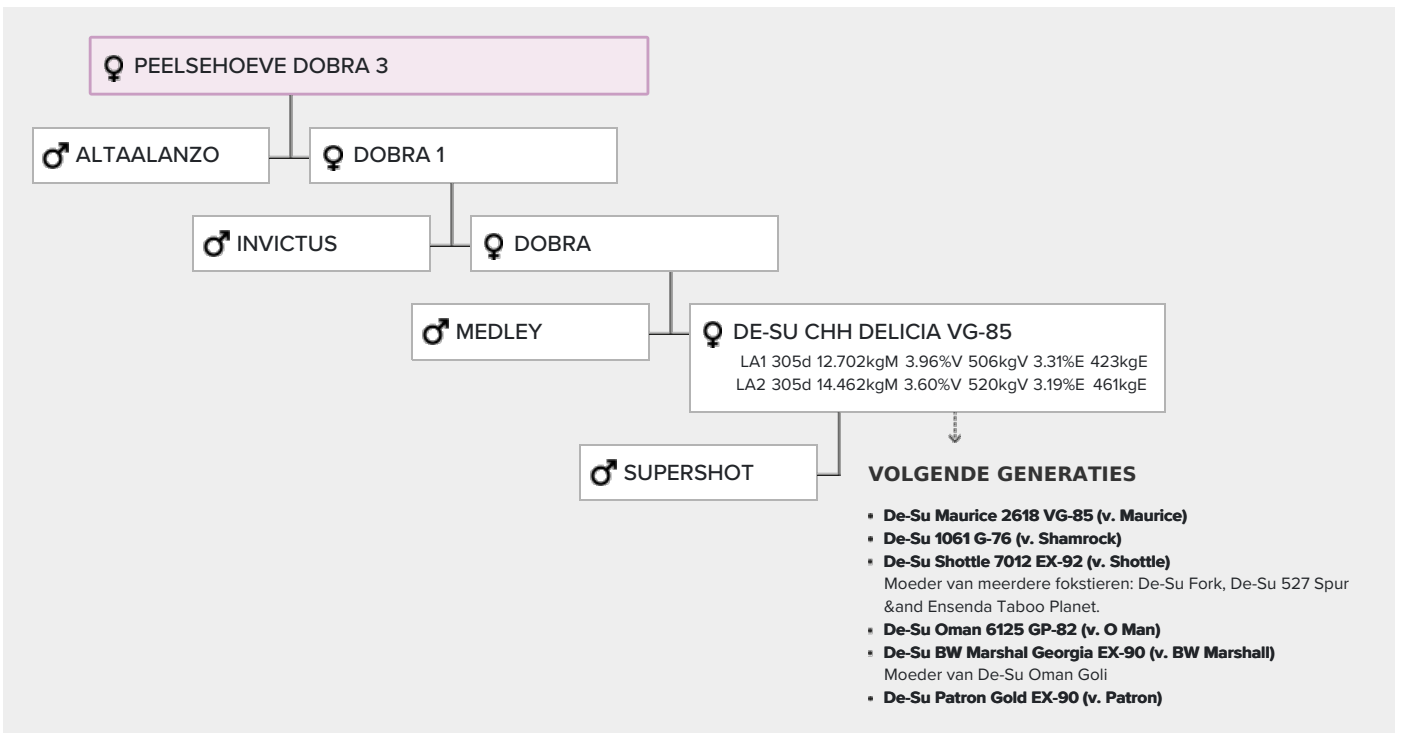 PEELSEHOEVE DOBRA 3
ALTAALANZO
DOBRA 1
INVICTUS
DOBRA
MEDLEY
DE-SU CHH DELICIA VG-85
LA1 305d 12.702kgM 3.96%V 506kgV 3.31%E 423kgE
LA2 305d 14.462kgM 3.60%V 520kgV 3.19%E 461kgE
SUPERSHOT
VOLGENDE GENERATIES
De-Su Maurice 2618 VG-85 (v. Maurice)
De-Su 1061 G-76 (v. Shamrock)
De-Su Shottle 7012 EX-92 (v. Shottle)
Moeder van meerdere fokstieren: De-Su Fork, De-Su 527 Spur
&and Ensenda Taboo Planet.
De-Su Oman 6125 GP-82 (v. O Man)
De-Su BW Marshal Georgia EX-90 (v. BW Marshall)
Moeder van De-Su Oman Goli
De-Su Patron Gold EX-90 (v. Patron)